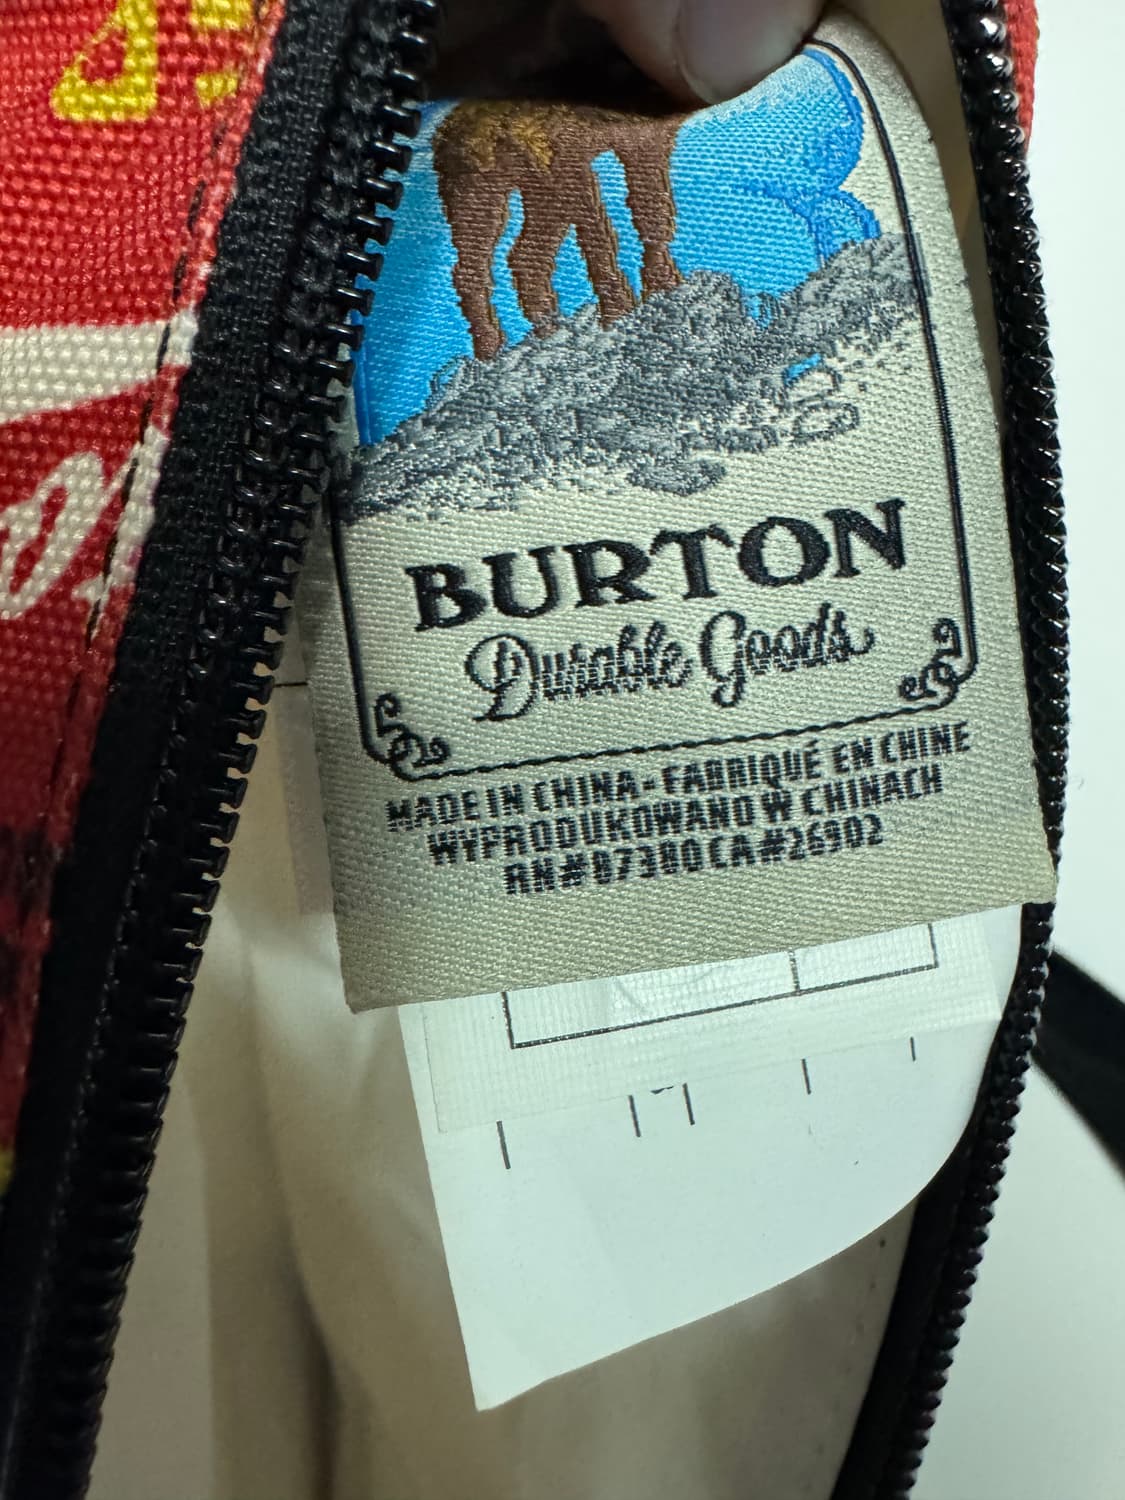 BURTON
Durable Goods
MADE IN CHINA - FABRIQUÉ EN CHINE
WYPRODUKOWANO W CHINACH
RN# 87380 CA# 26902